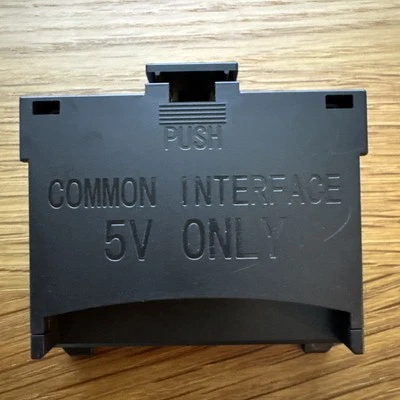 PUSH
COMMON INTERFACE
5V ONLY